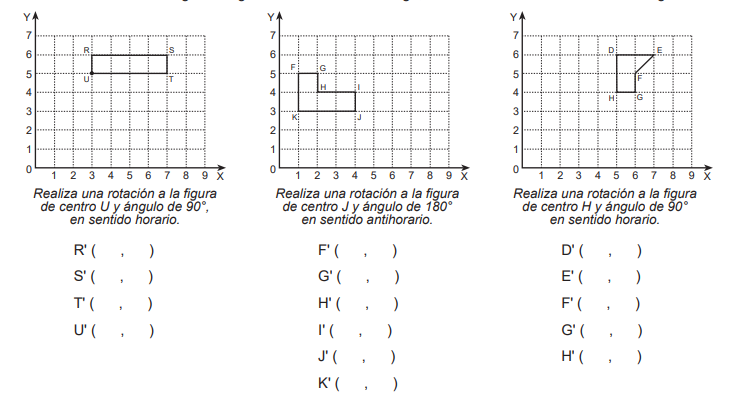 Y
7
6
5
4
3
2
1
0
1 2 3 4 5 6 7 8 9 X
R S
U T
Realiza una rotación a la figura
de centro U y ángulo de 90°,
en sentido horario.
R' ( , )
S' ( , )
T' ( , )
U' ( , )
Y
7
6
5
4
3
2
1
0
1 2 3 4 5 6 7 8 9 X
F G
H I
K J
Realiza una rotación a la figura
de centro J y ángulo de 180°
en sentido antihorario.
F' ( , )
G' ( , )
H' ( , )
I' ( , )
J' ( , )
K' ( , )
Y
7
6
5
4
3
2
1
0
1 2 3 4 5 6 7 8 9 X
D E
F
H G
Realiza una rotación a la figura
de centro H y ángulo de 90°
en sentido horario.
D' ( , )
E' ( , )
F' ( , )
G' ( , )
H' ( , )